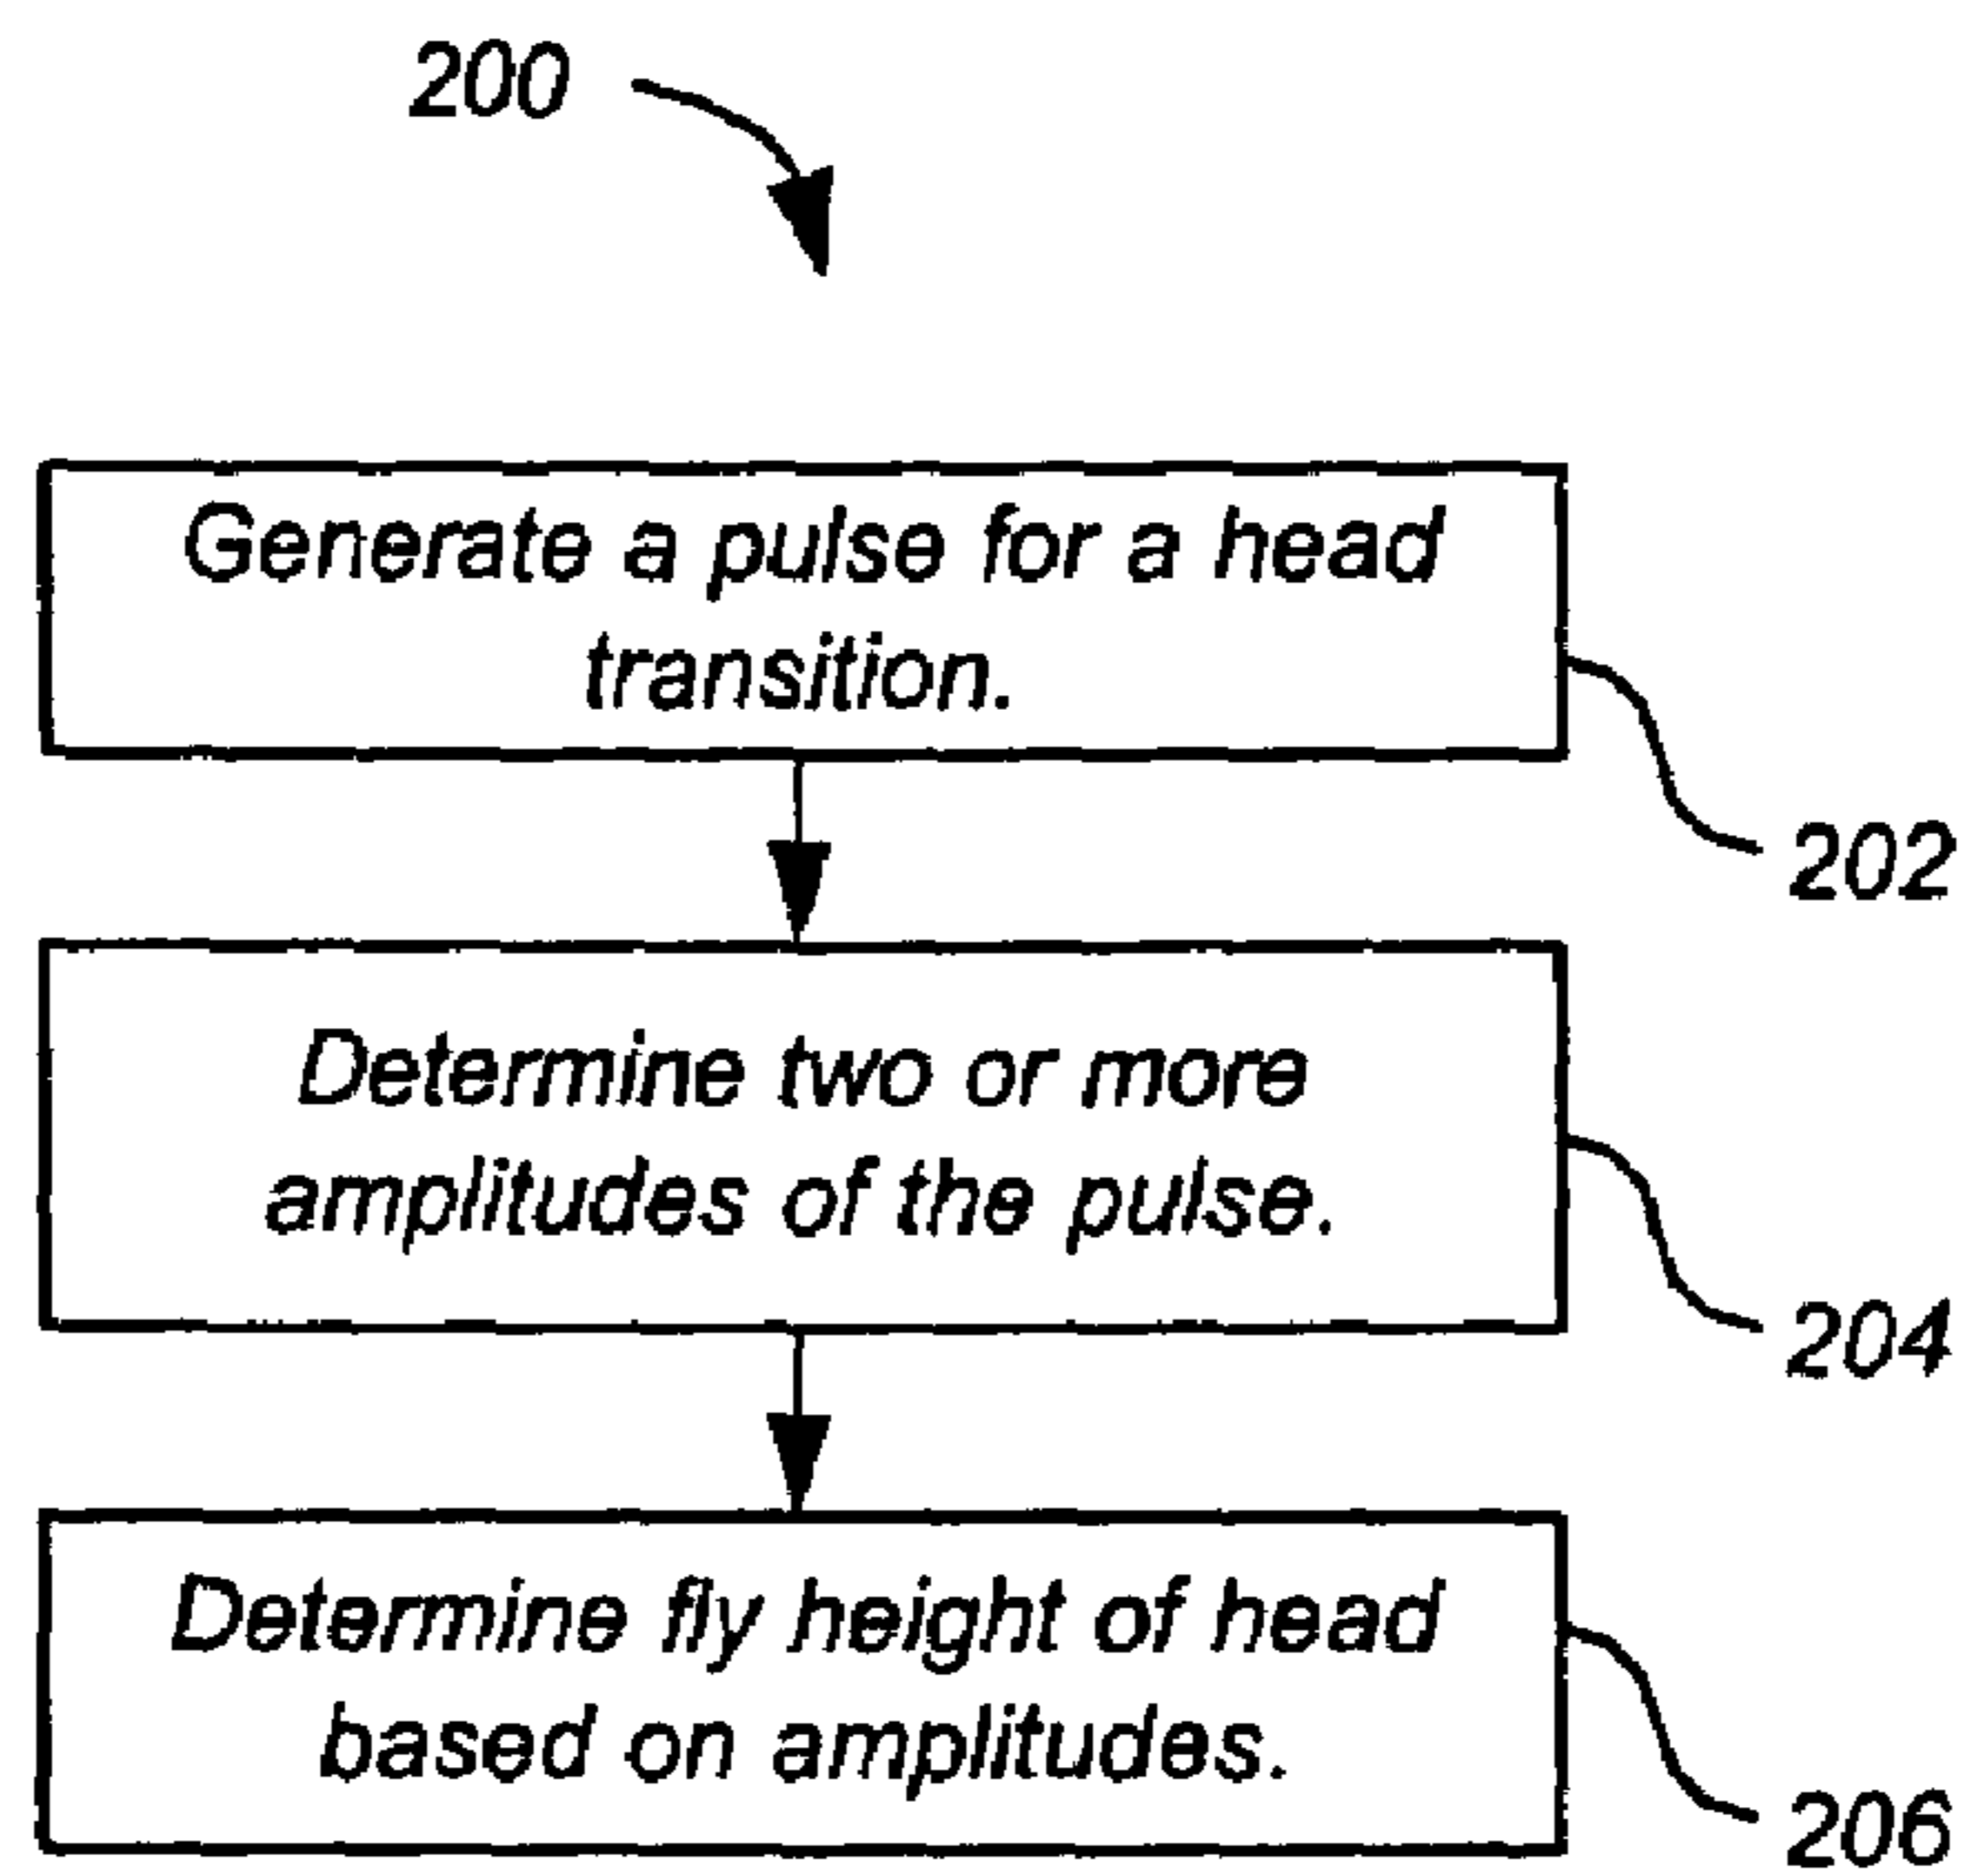 200
Generate a pulse for a head
transition.
202
Determine two or more
amplitudes of the pulse.
204
Determine fly height of head
based on amplitudes.
206